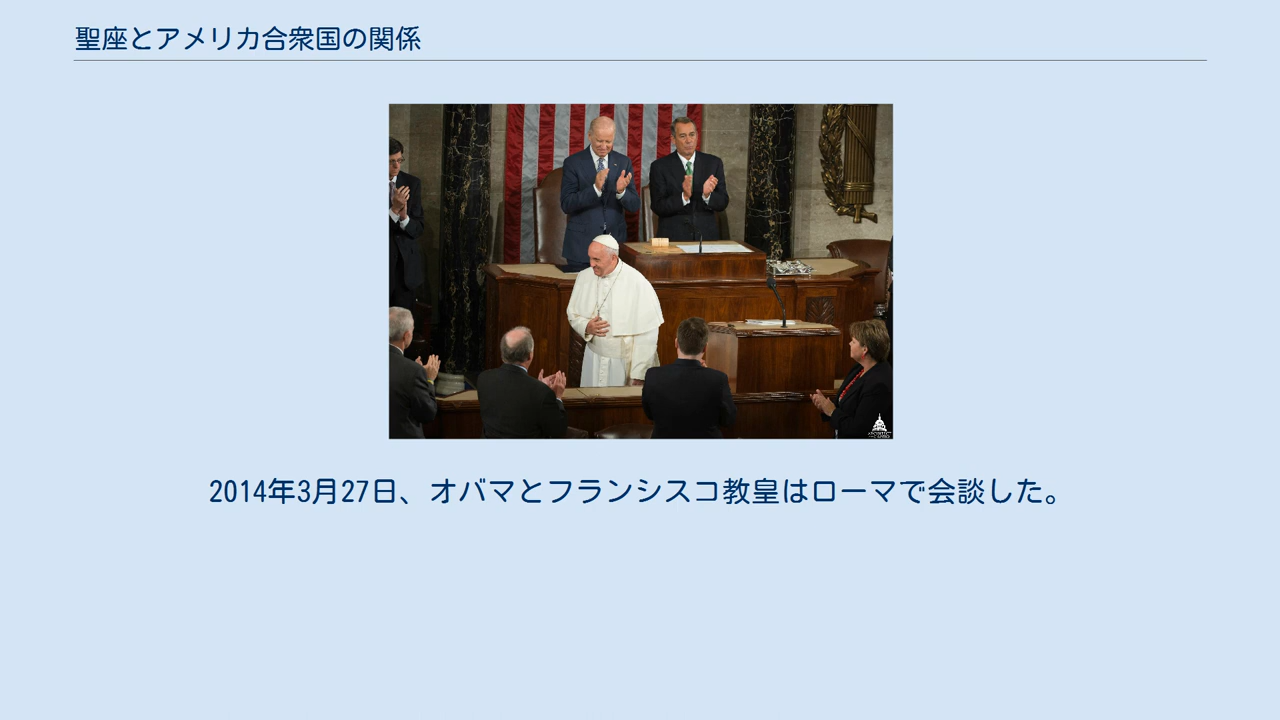 聖座とアメリカ合衆国の関係
2014年3月27日、オバマとフランシスコ教皇はローマで会談した。